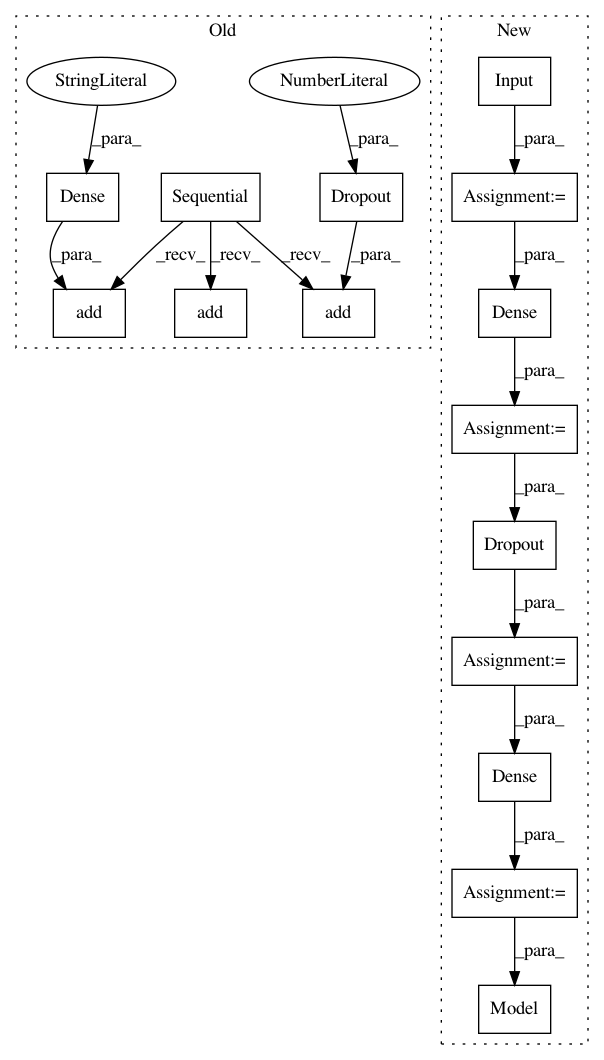 Old
New
StringLiteral
NumberLiteral
Input
_para_
_para_
_para_
Dense
Sequential
Dropout
Assignment:=
_para_
_recv_
_recv_
_recv_
_para_
_para_
add
add
add
Dense
_para_
Assignment:=
_para_
Dropout
_para_
Assignment:=
_para_
Dense
_para_
Assignment:=
_para_
Model